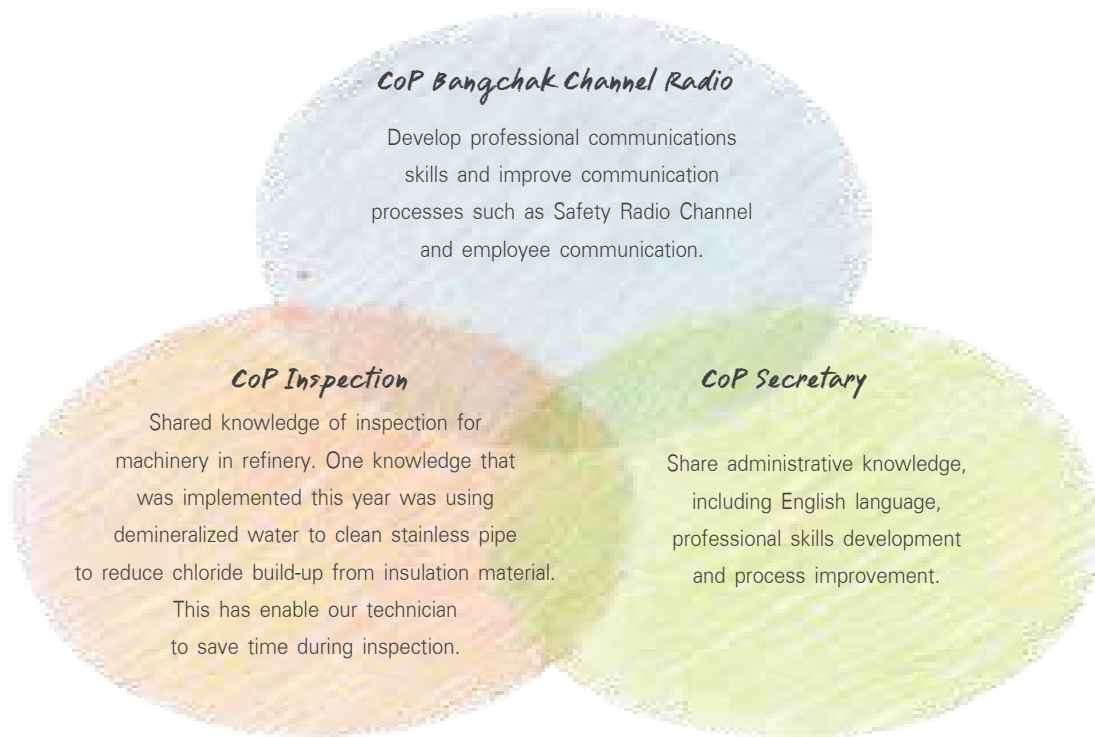 CoP Bangchak Channel Radio
Develop professional communications
skills and improve communication
processes such as Safety Radio Channel
and employee communication.
CoP Inspection
Shared knowledge of inspection for
machinery in refinery. One knowledge that
was implemented this year was using
demineralized water to clean stainless pipe
to reduce chloride build-up from insulation material.
This has enable our technician
to save time during inspection.
CoP Secretary
Share administrative knowledge,
including English language,
professional skills development
and process improvement.